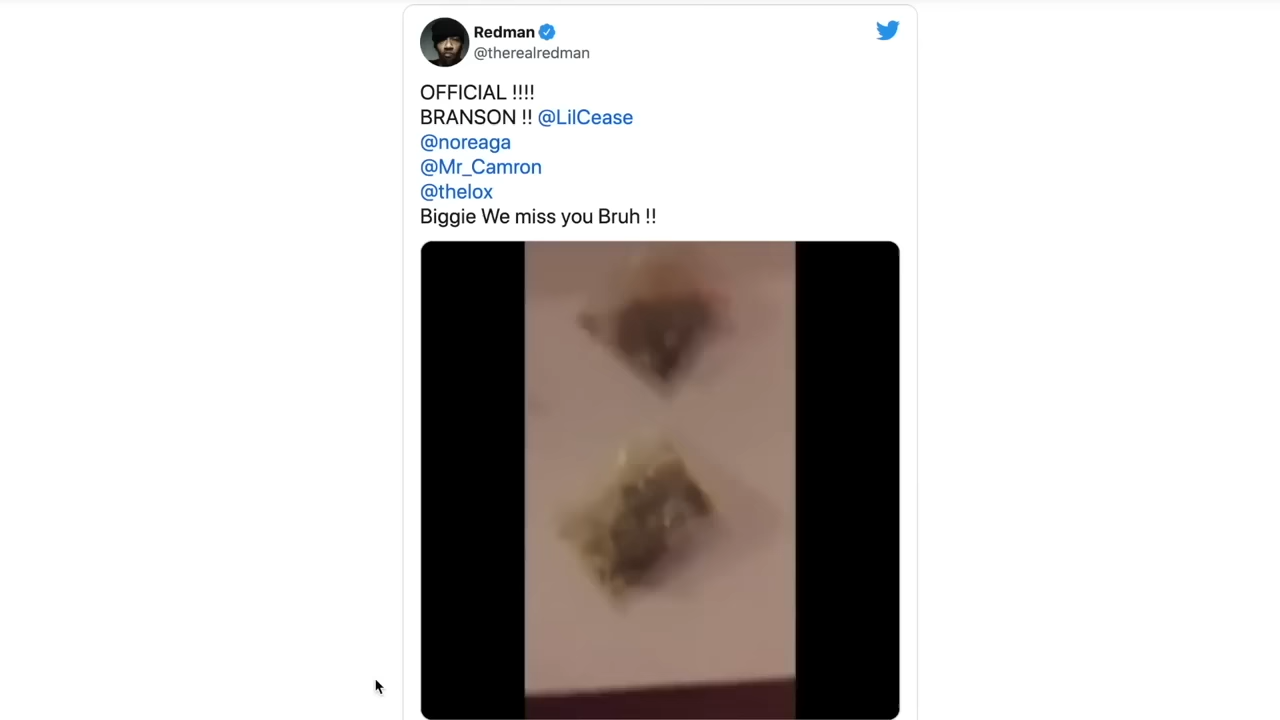 Redman
@therealredman
OFFICIAL !!!!
BRANSON !! @LilCease
@noreaga
@Mr_Camron
@thelox
Biggie We miss you Bruh !!